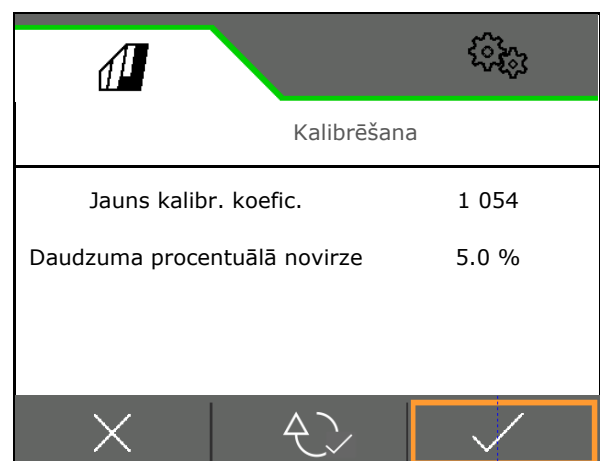 Kalibrēšana
Jauns kalibr. koefic. 1 054
Daudzuma procentuālā novirze 5.0 %